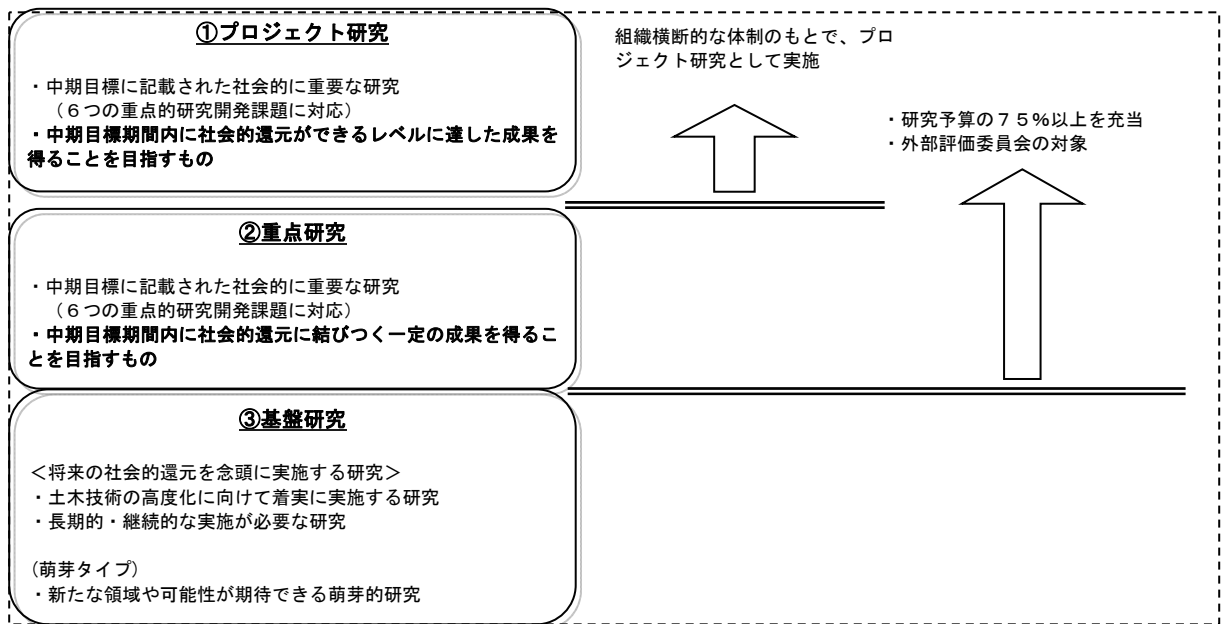 ①プロジェクト研究
・中期目標に記載された社会的に重要な研究
（６つの重点的研究開発課題に対応）
・中期目標期間内に社会的還元ができるレベルに達した成果を
得ることを目指すもの
組織横断的な体制のもとで、プロ
ジェクト研究として実施
・研究予算の７５％以上を充当
・外部評価委員会の対象
②重点研究
・中期目標に記載された社会的に重要な研究
（６つの重点的研究開発課題に対応）
・中期目標期間内に社会的還元に結びつく一定の成果を得るこ
とを目指すもの
③基盤研究
＜将来の社会的還元を念頭に実施する研究＞
・土木技術の高度化に向けて着実に実施する研究
・長期的・継続的な実施が必要な研究
(萌芽タイプ)
・新たな領域や可能性が期待できる萌芽的研究